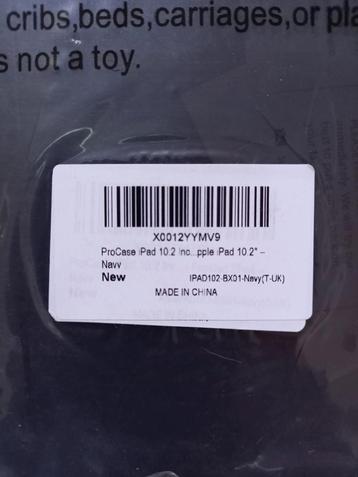 cribs,beds,carriages,or pla
s not a toy.
X0012YYMV9
ProCase iPad 10.2 Inc...pple iPad 10.2" –
Navy
New IPAD102-BX01-Navy(T-UK)
MADE IN CHINA